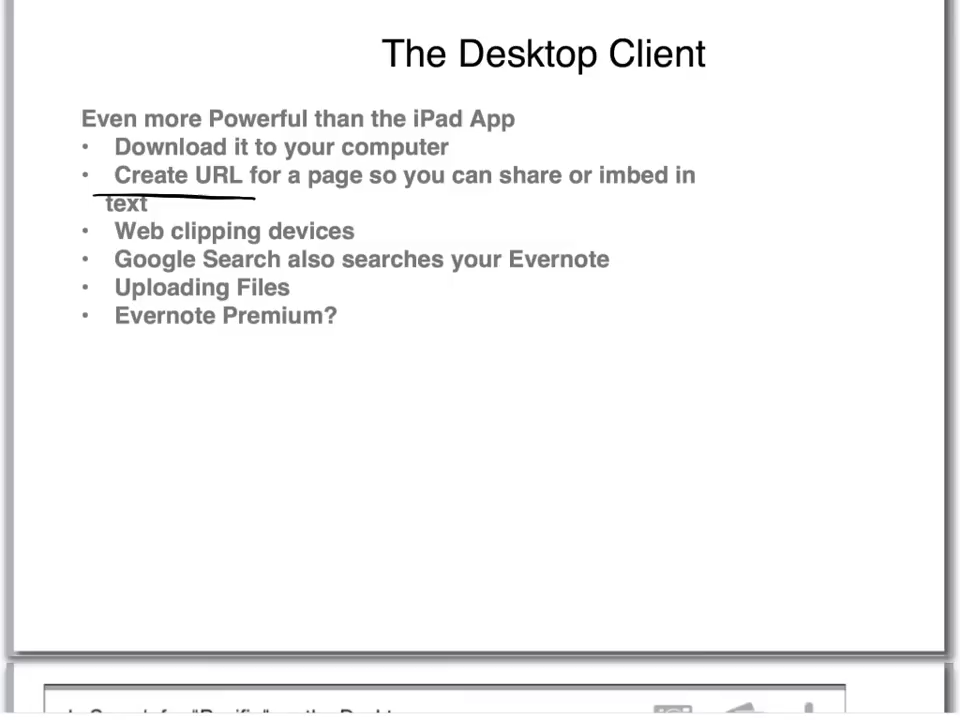 The Desktop Client
Even more Powerful than the iPad App
• Download it to your computer
• Create URL for a page so you can share or imbed in
text
• Web clipping devices
• Google Search also searches your Evernote
• Uploading Files
• Evernote Premium?